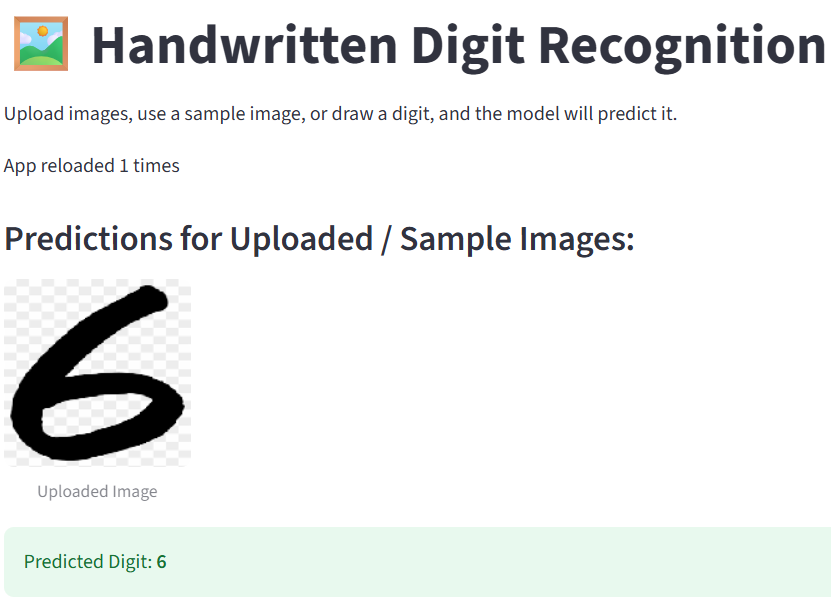 Handwritten Digit Recognition
Upload images, use a sample image, or draw a digit, and the model will predict it.
App reloaded 1 times
Predictions for Uploaded / Sample Images:
6
Uploaded Image
Predicted Digit: 6